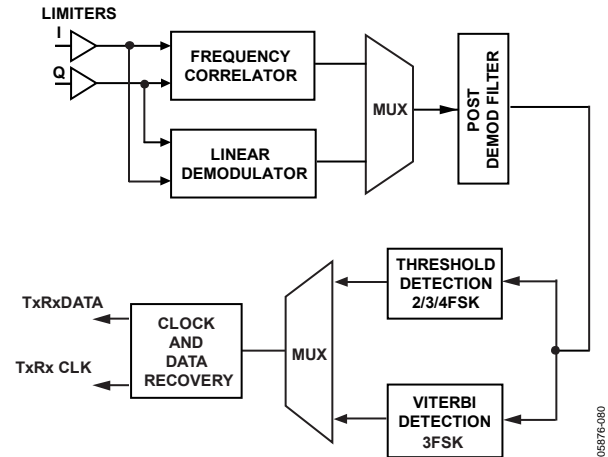 LIMITERS
I
Q
FREQUENCY
CORRELATOR
LINEAR
DEMODULATOR
MUX
POST
DEMOD FILTER
THRESHOLD
DETECTION
2/3/4FSK
VITERBI
DETECTION
3FSK
MUX
CLOCK
AND
DATA
RECOVERY
TxRxDATA
TxRx CLK
05876-080